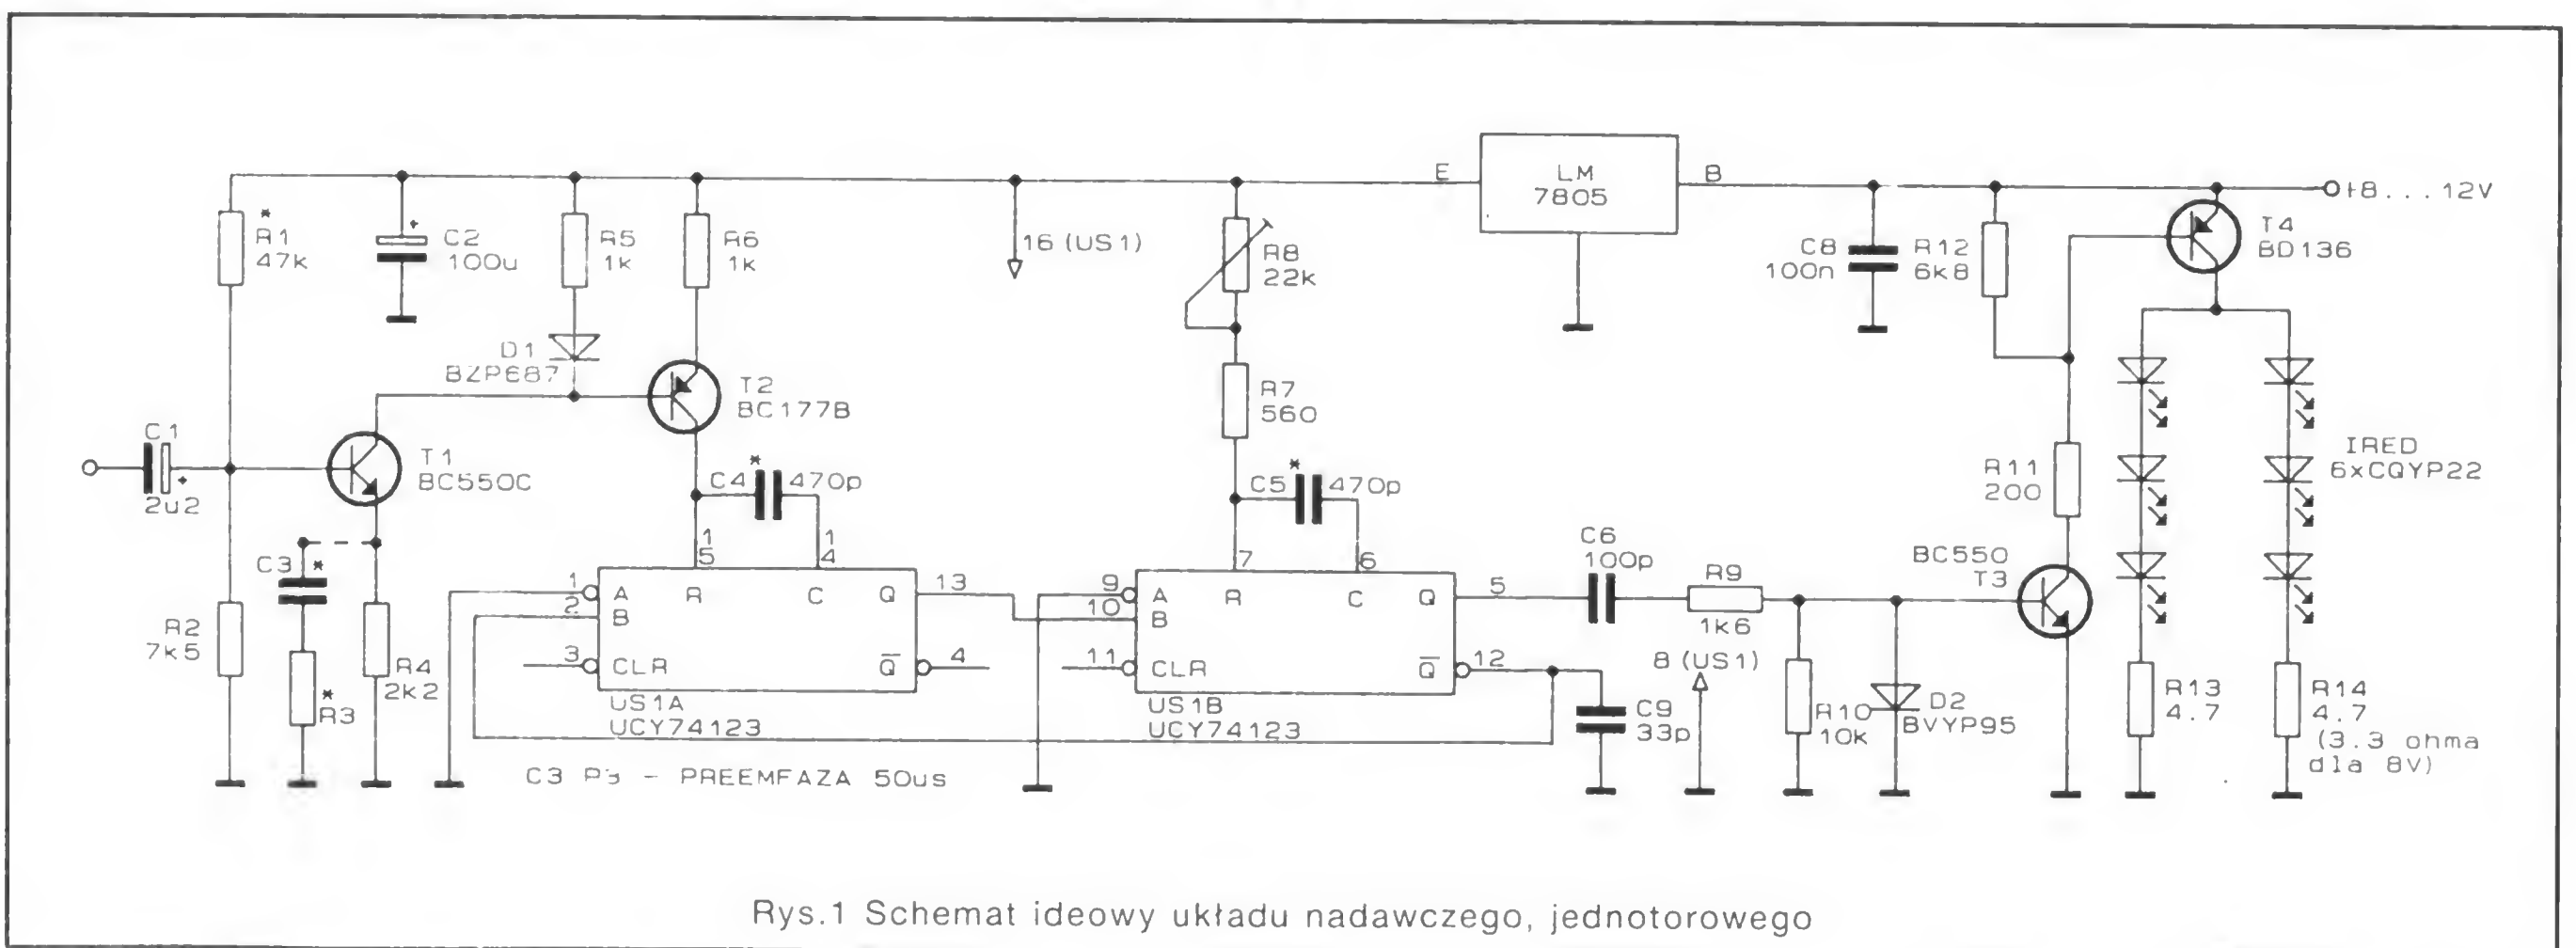 E
LM
7805
B
+8...12V
*
R1
47k
+
C2
100u
R5
1k
R6
1k
16 (US1)
R8
22k
C8
100n
R12
6k8
T4
BD136
D1
BZP687
T2
BC177B
R7
560
C1
+
2u2
T1
BC550C
*
C4
470p
*
C5
470p
R11
200
IRED
6xCQYP22
C3
*
1
5
1
4
7
6
C6
100p
BC550
T3
1
A
R
C
Q
13
2
B
3
CLR
Q
4
9
A
R
C
Q
5
10
B
11
CLR
Q
12
R9
1k6
8 (US1)
R2
7k5
*
R3
R4
2k2
US1A
UCY74123
US1B
UCY74123
C9
33p
R10
10k
D2
BVYP95
R13
4.7
R14
4.7
(3.3 ohma
dla 8V)
C3 R3 - PREEMFAZA 50us
Rys.1 Schemat ideowy układu nadawczego, jednotorowego